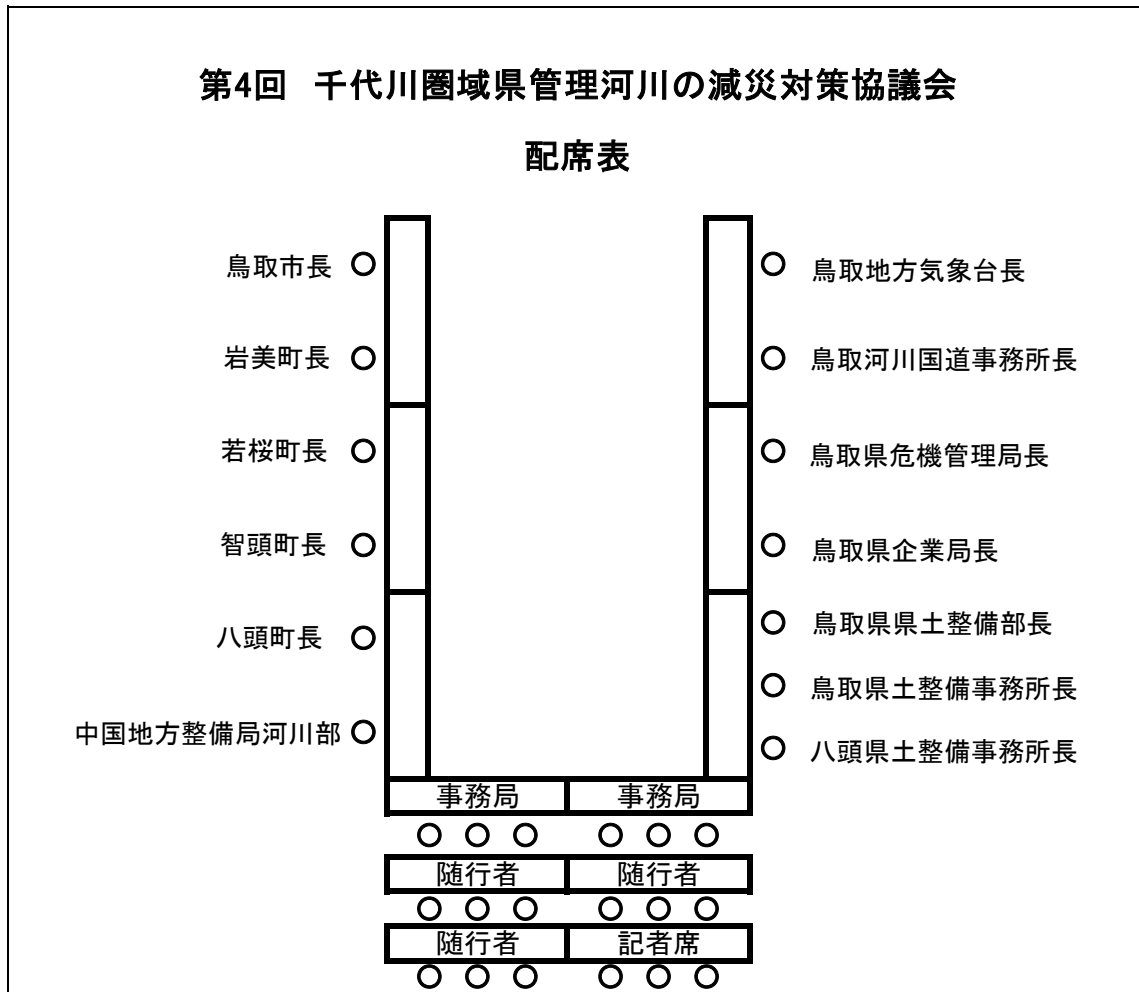 第4回 千代川圏域県管理河川の減災対策協議会
配席表
鳥取市長
岩美町長
若桜町長
智頭町長
八頭町長
中国地方整備局河川部
鳥取地方気象台長
鳥取河川国道事務所長
鳥取県危機管理局長
鳥取県企業局長
鳥取県県土整備部長
鳥取県土整備事務所長
八頭県土整備事務所長
事務局 事務局
随行者 随行者
随行者 記者席